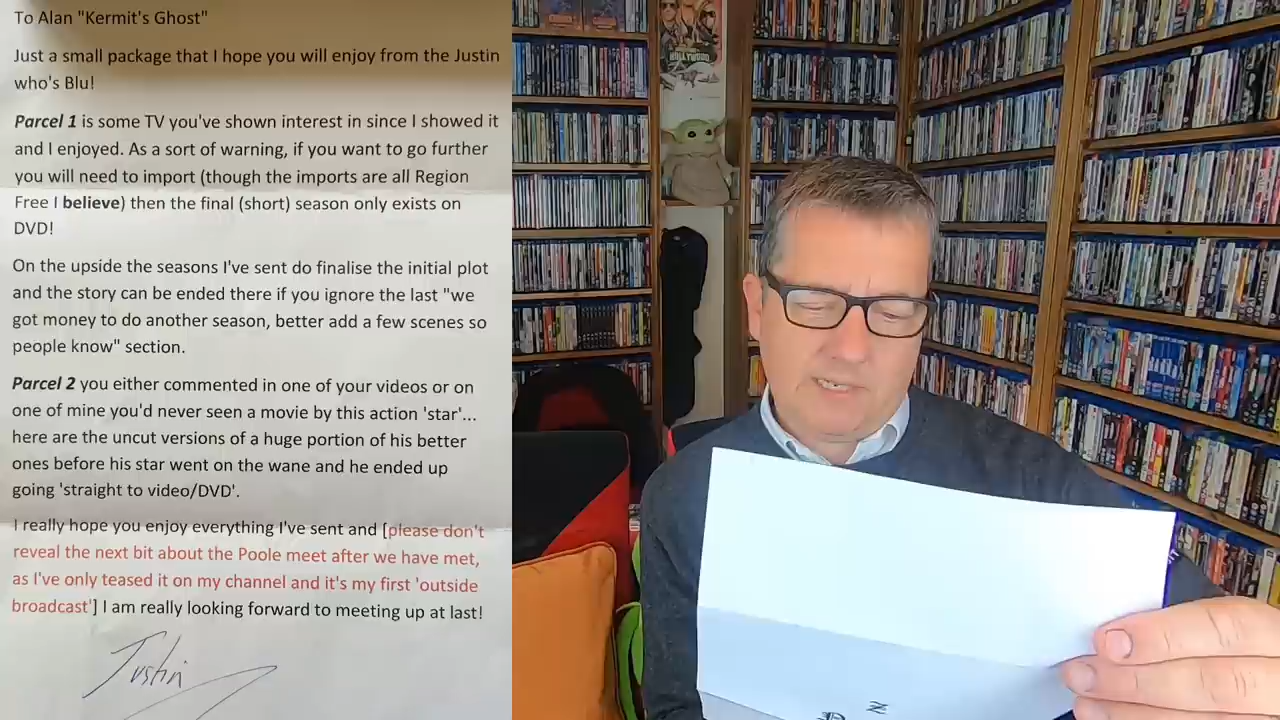 To Alan "Kermit's Ghost"
Just a small package that I hope you will enjoy from the Justin
who's Blu!
Parcel 1 is some TV you've shown interest in since I showed it
and I enjoyed. As a sort of warning, if you want to go further
you will need to import (though the imports are all Region
Free I believe) then the final (short) season only exists on
DVD!
On the upside the seasons I've sent do finalise the initial plot
and the story can be ended there if you ignore the last "we
got money to do another season, better add a few scenes so
people know" section.
Parcel 2 you either commented in one of your videos or on
one of mine you'd never seen a movie by this action 'star'...
here are the uncut versions of a huge portion of his better
ones before his star went on the wane and he ended up
going 'straight to video/DVD'.
I really hope you enjoy everything I've sent and [please don't
reveal the next bit about the Poole meet after we have met,
as I've only teased it on my channel and it's my first 'outside
broadcast'] I am really looking forward to meeting up at last!
Justin
HOLLYWOOD